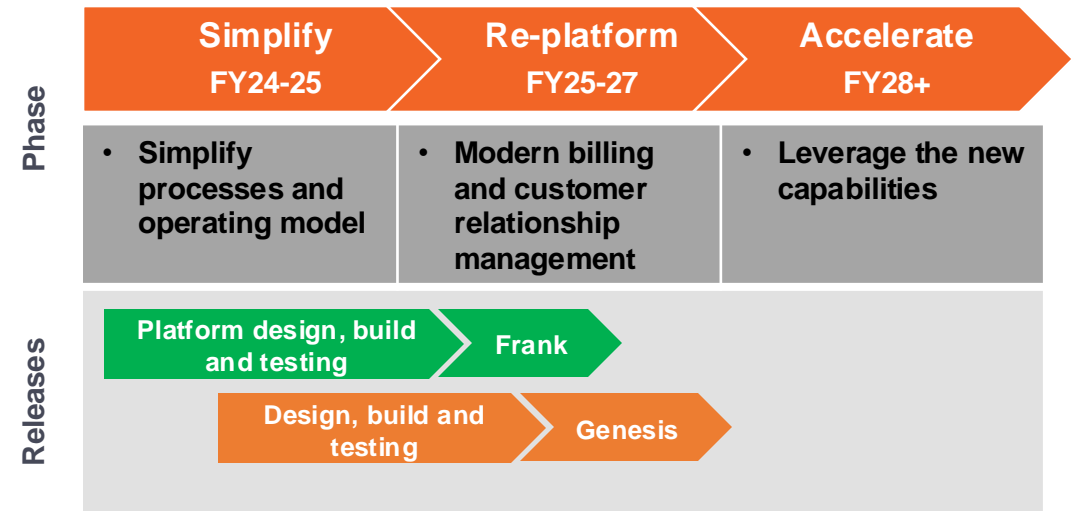 Phase
Simplify
FY24-25
Re-platform
FY25-27
Accelerate
FY28+
• Simplify
processes and
operating model
• Modern billing
and customer
relationship
management
• Leverage the new
capabilities
Releases
Platform design, build
and testing
Frank
Design, build and
testing
Genesis